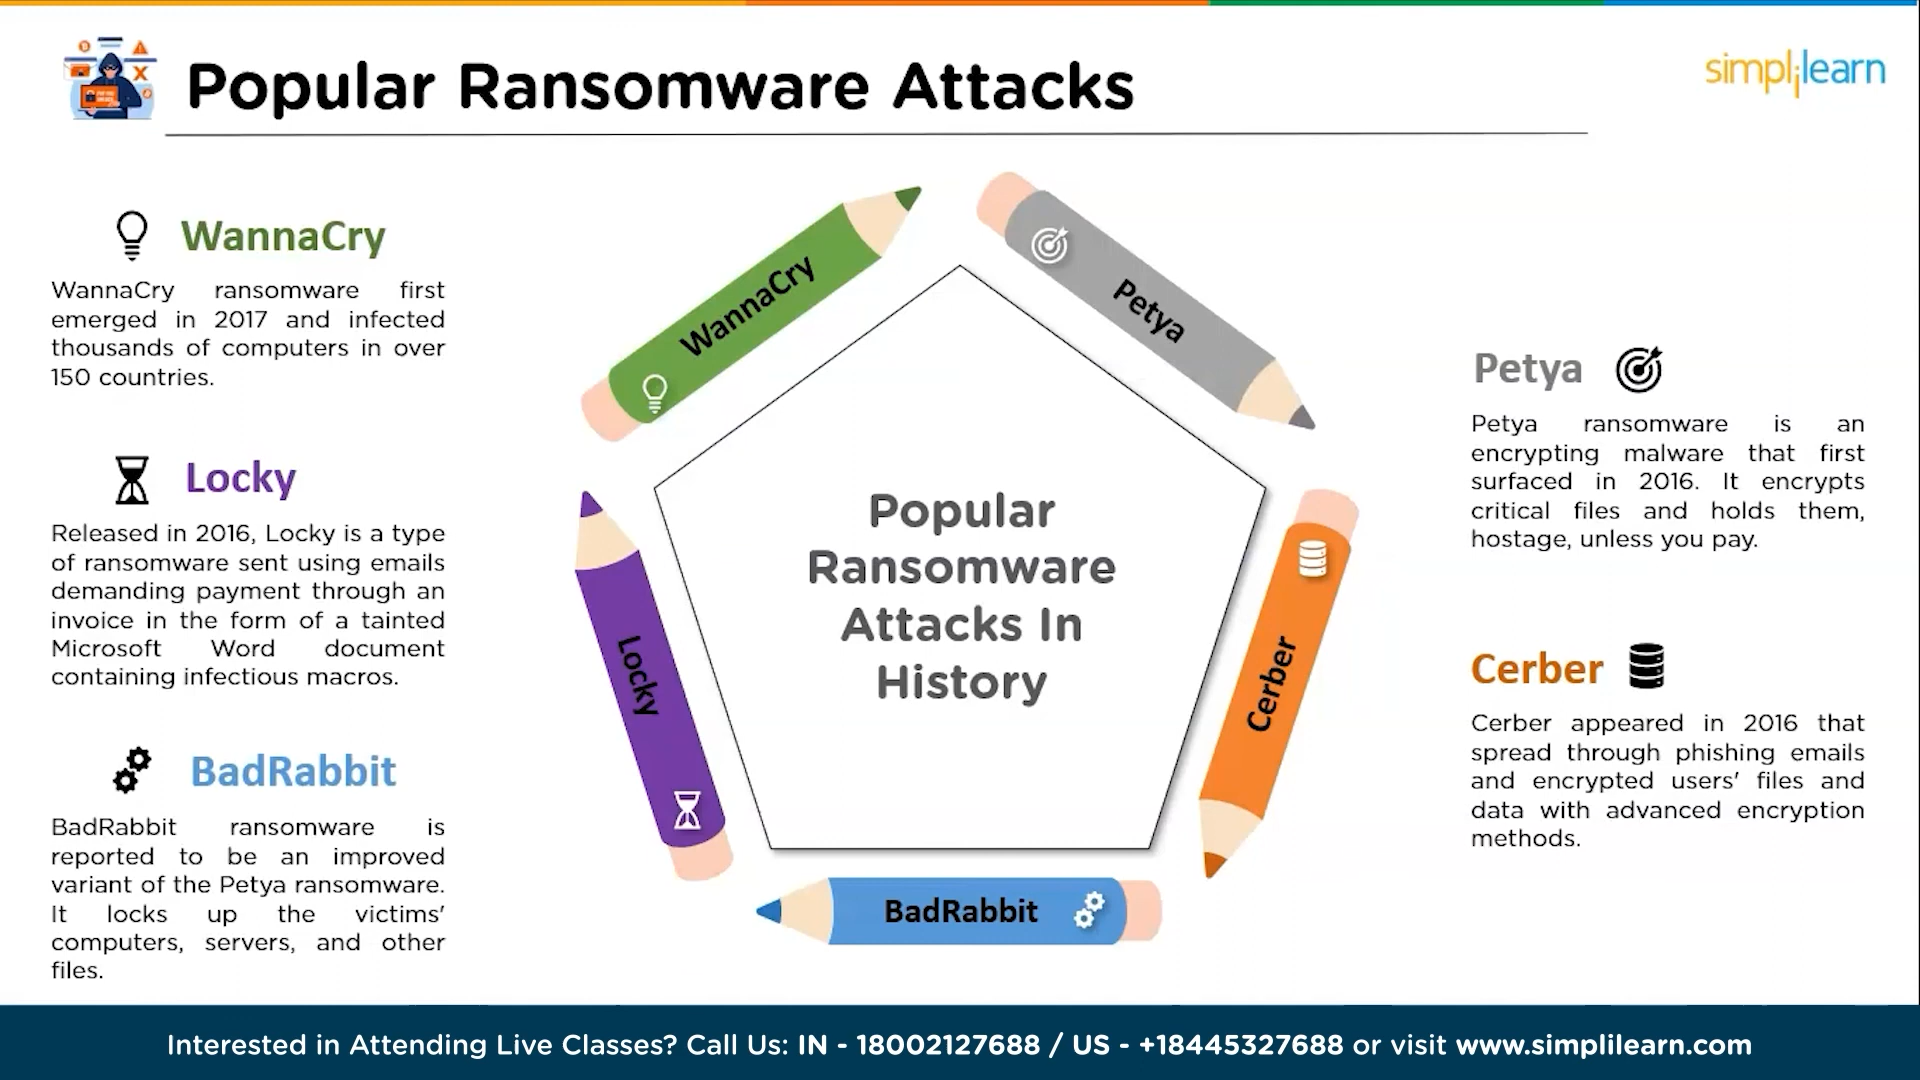 Popular Ransomware Attacks
simplilearn
WannaCry
WannaCry ransomware first
emerged in 2017 and infected
thousands of computers in over
150 countries.
Locky
Released in 2016, Locky is a type
of ransomware sent using emails
demanding payment through an
invoice in the form of a tainted
Microsoft Word document
containing infectious macros.
BadRabbit
BadRabbit ransomware is
reported to be an improved
variant of the Petya ransomware.
It locks up the victims'
computers, servers, and other
files.
WannaCry
Petya
Locky
Cerber
BadRabbit
Popular
Ransomware
Attacks In
History
Petya
Petya ransomware is an
encrypting malware that first
surfaced in 2016. It encrypts
critical files and holds them,
hostage, unless you pay.
Cerber
Cerber appeared in 2016 that
spread through phishing emails
and encrypted users' files and
data with advanced encryption
methods.
Interested in Attending Live Classes? Call Us: IN - 18002127688 / US - +18445327688 or visit www.simplilearn.com